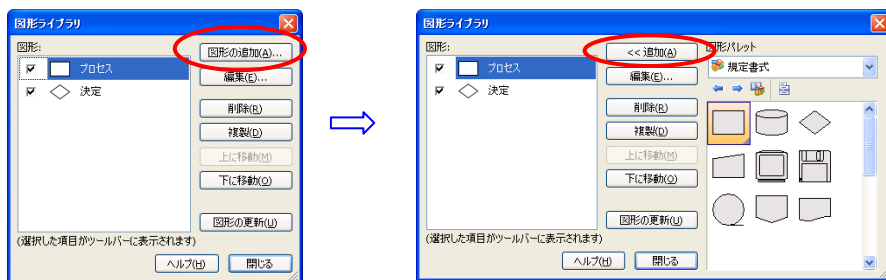 図形ライブラリ
図形:
プロセス
決定
図形の追加(A)...
編集(E)...
削除(R)
複製(D)
上に移動(M)
下に移動(O)
図形の更新(U)
(選択した項目がツールバーに表示されます)
ヘルプ(H)
閉じる
図形ライブラリ
図形:
プロセス
決定
<< 追加(A)
編集(E)...
削除(R)
複製(D)
上に移動(M)
下に移動(O)
図形の更新(U)
(選択した項目がツールバーに表示されます)
ヘルプ(H)
閉じる
図形パレット
規定書式